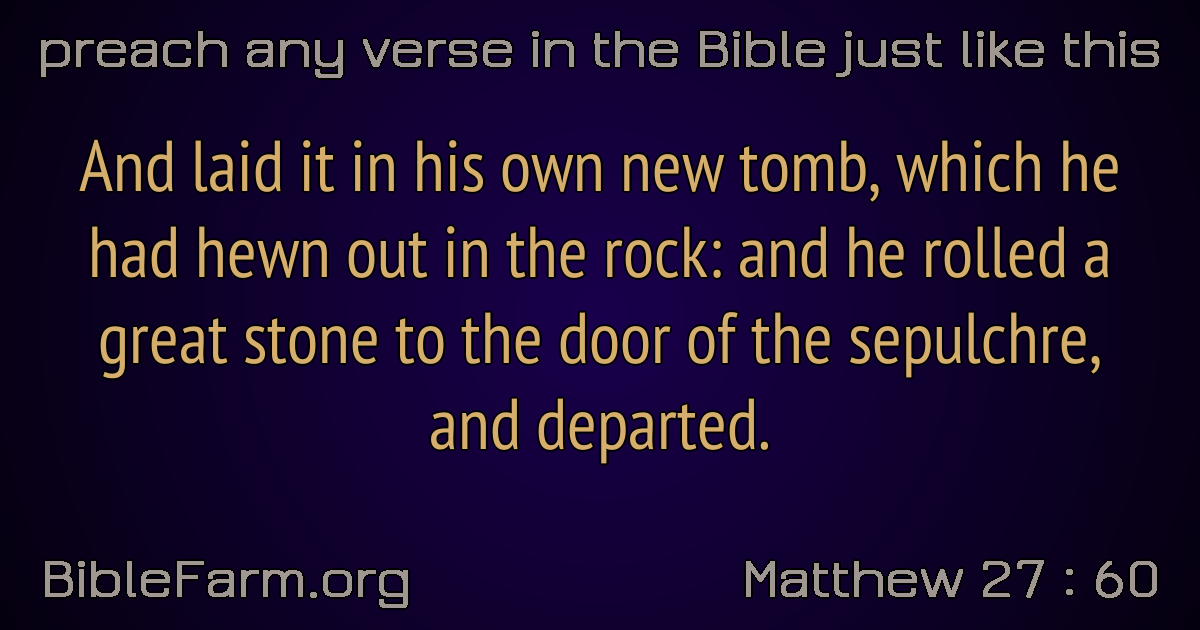 preach any verse in the Bible just like this
And laid it in his own new tomb, which he
had hewn out in the rock: and he rolled a
great stone to the door of the sepulchre,
and departed.
BibleFarm.org
Matthew 27 : 60